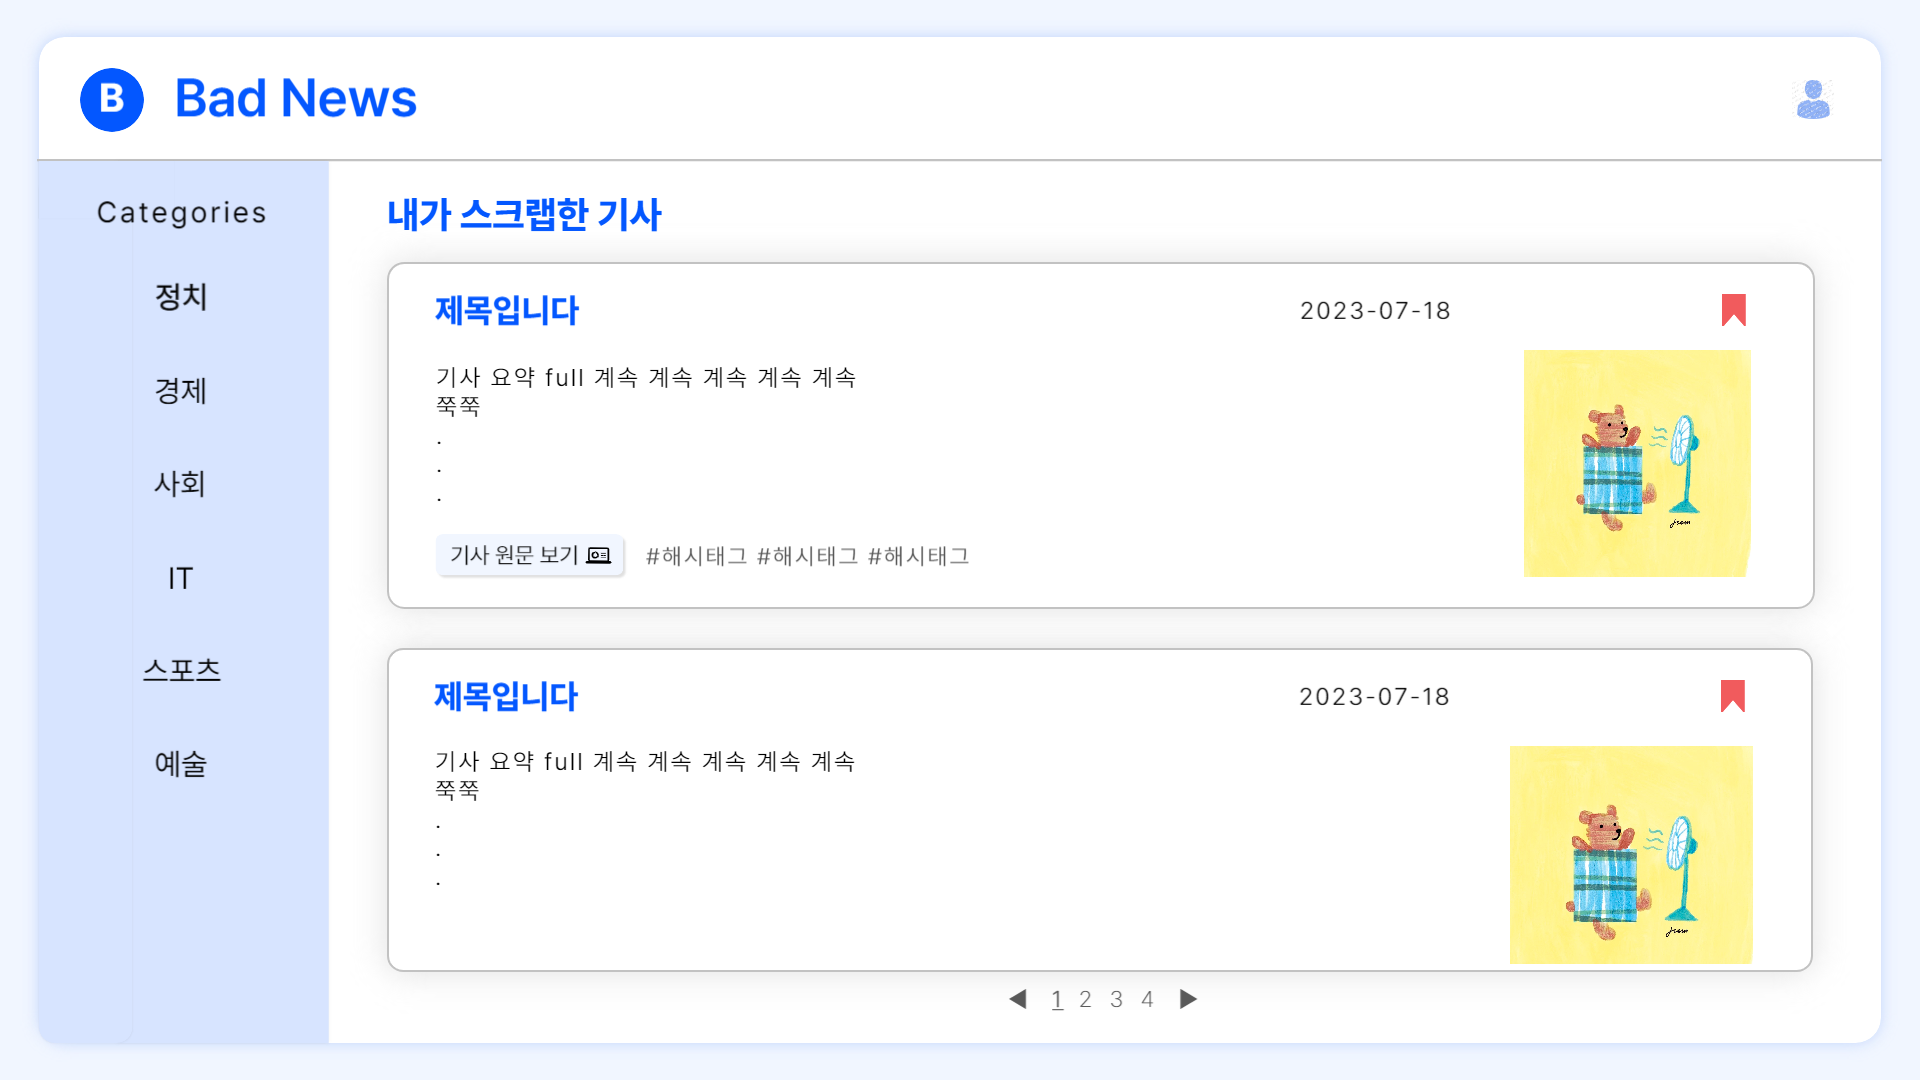 B Bad News
Categories
정치
경제
사회
IT
스포츠
예술
내가 스크랩한 기사
제목입니다 2023-07-18
기사 요약 full 계속 계속 계속 계속 계속
쭉쭉
.
.
.
기사 원문 보기 #해시태그 #해시태그 #해시태그
jrem
제목입니다 2023-07-18
기사 요약 full 계속 계속 계속 계속 계속
쭉쭉
.
.
.
jrem
1 2 3 4